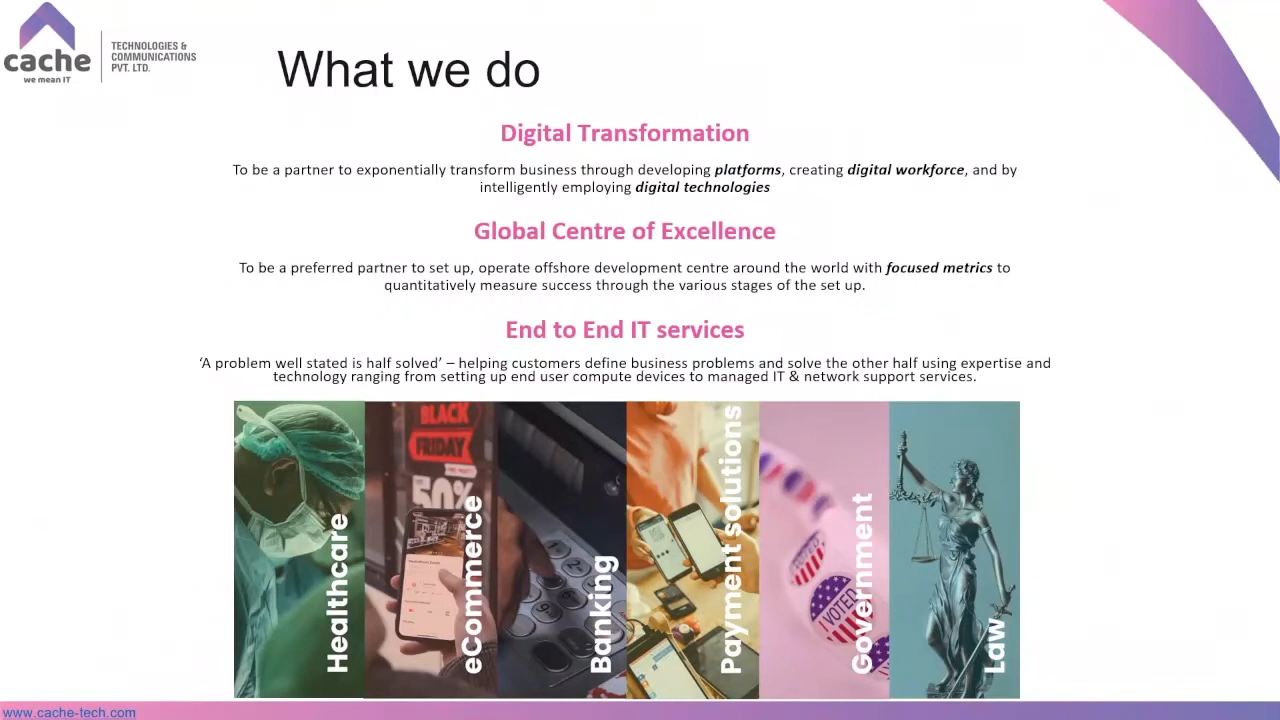 cache
we mean IT
TECHNOLOGIES &
COMMUNICATIONS
PVT. LTD.
What we do
Digital Transformation
To be a partner to exponentially transform business through developing platforms, creating digital workforce, and by
intelligently employing digital technologies
Global Centre of Excellence
To be a preferred partner to set up, operate offshore development centre around the world with focused metrics to
quantitatively measure success through the various stages of the set up.
End to End IT services
‘A problem well stated is half solved’ – helping customers define business problems and solve the other half using expertise and
technology ranging from setting up end user compute devices to managed IT & network support services.
Healthcare
BLACK
FRIDAY
50%
eCommerce
Banking
Payment solutions
VOTED
Government
Law
www.cache-tech.com